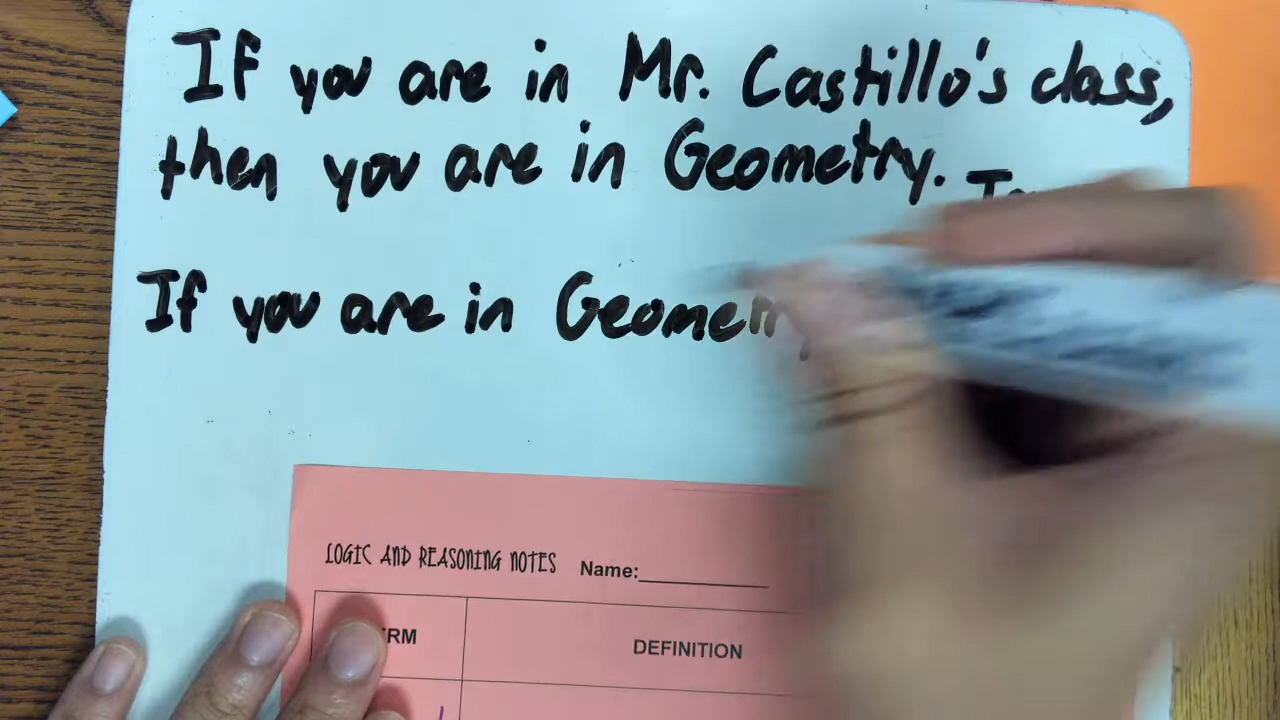 If you are in Mr. Castillo's class,
then you are in Geometry.
If you are in
LOGIC AND REASONING NOTES Name:
DEFINITION